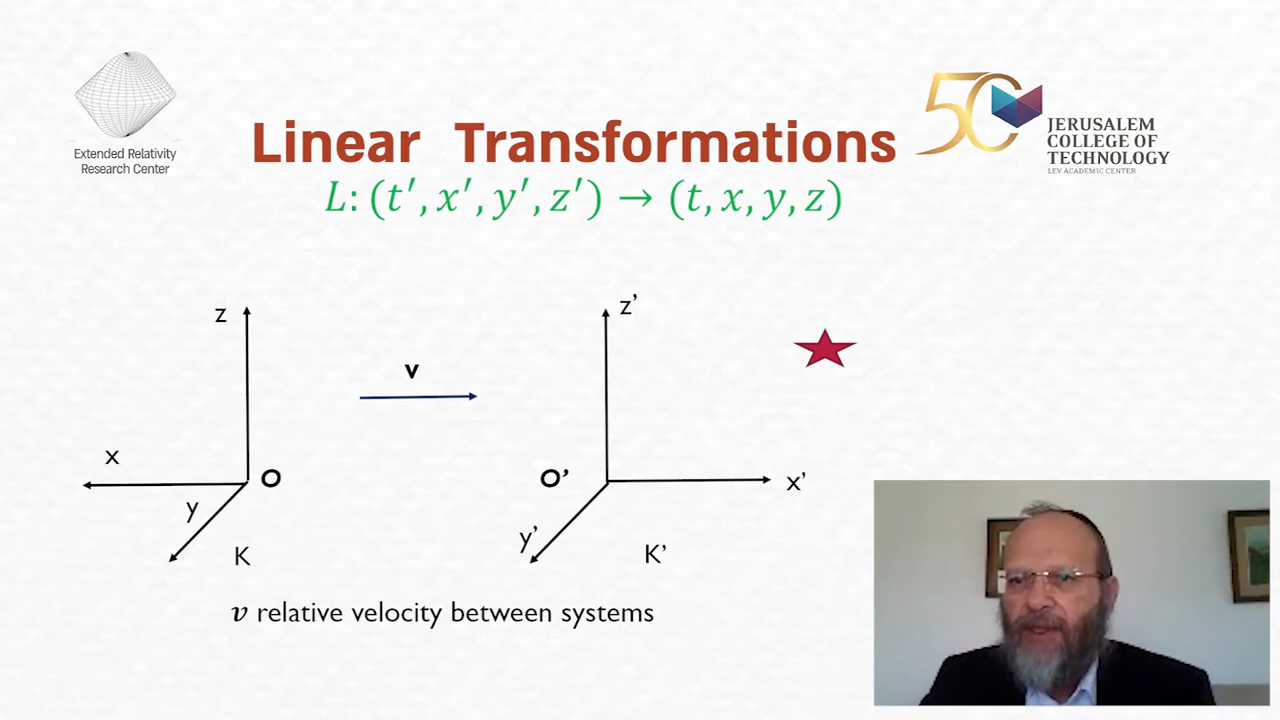 Extended Relativity
Research Center
50
JERUSALEM
COLLEGE OF
TECHNOLOGY
LEV ACADEMIC CENTER
Linear Transformations
L: (t′, x′, y′, z′) → (t, x, y, z)
z
x
y
O
K
v
z’
O’
x’
y’
K’
v relative velocity between systems